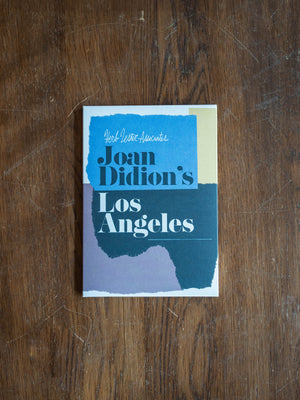 Herb Lester Associates
Joan
Didion's
Los
Angeles